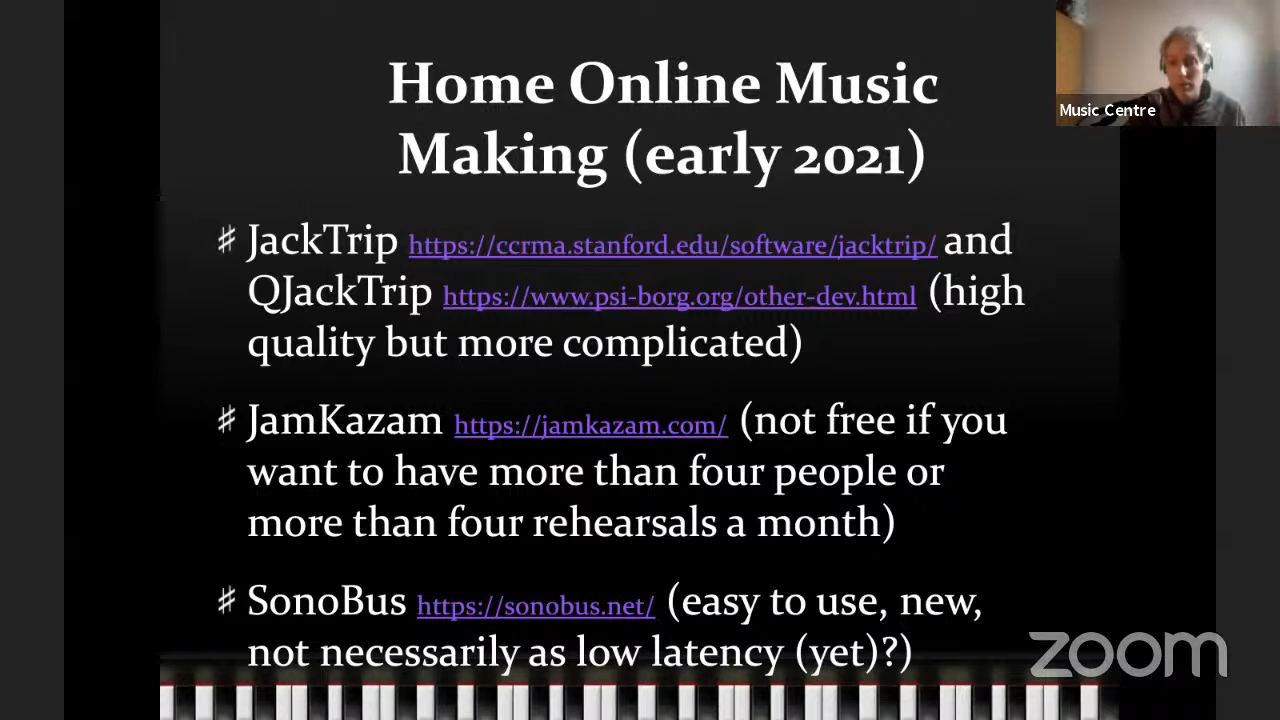 Home Online Music
Making (early 2021)
Music Centre
♯ JackTrip https://ccrma.stanford.edu/software/jacktrip/ and
QJackTrip https://www.psi-borg.org/other-dev.html (high
quality but more complicated)
♯ JamKazam https://jamkazam.com/ (not free if you
want to have more than four people or
more than four rehearsals a month)
♯ SonoBus https://sonobus.net/ (easy to use, new,
not necessarily as low latency (yet)?)
zoom